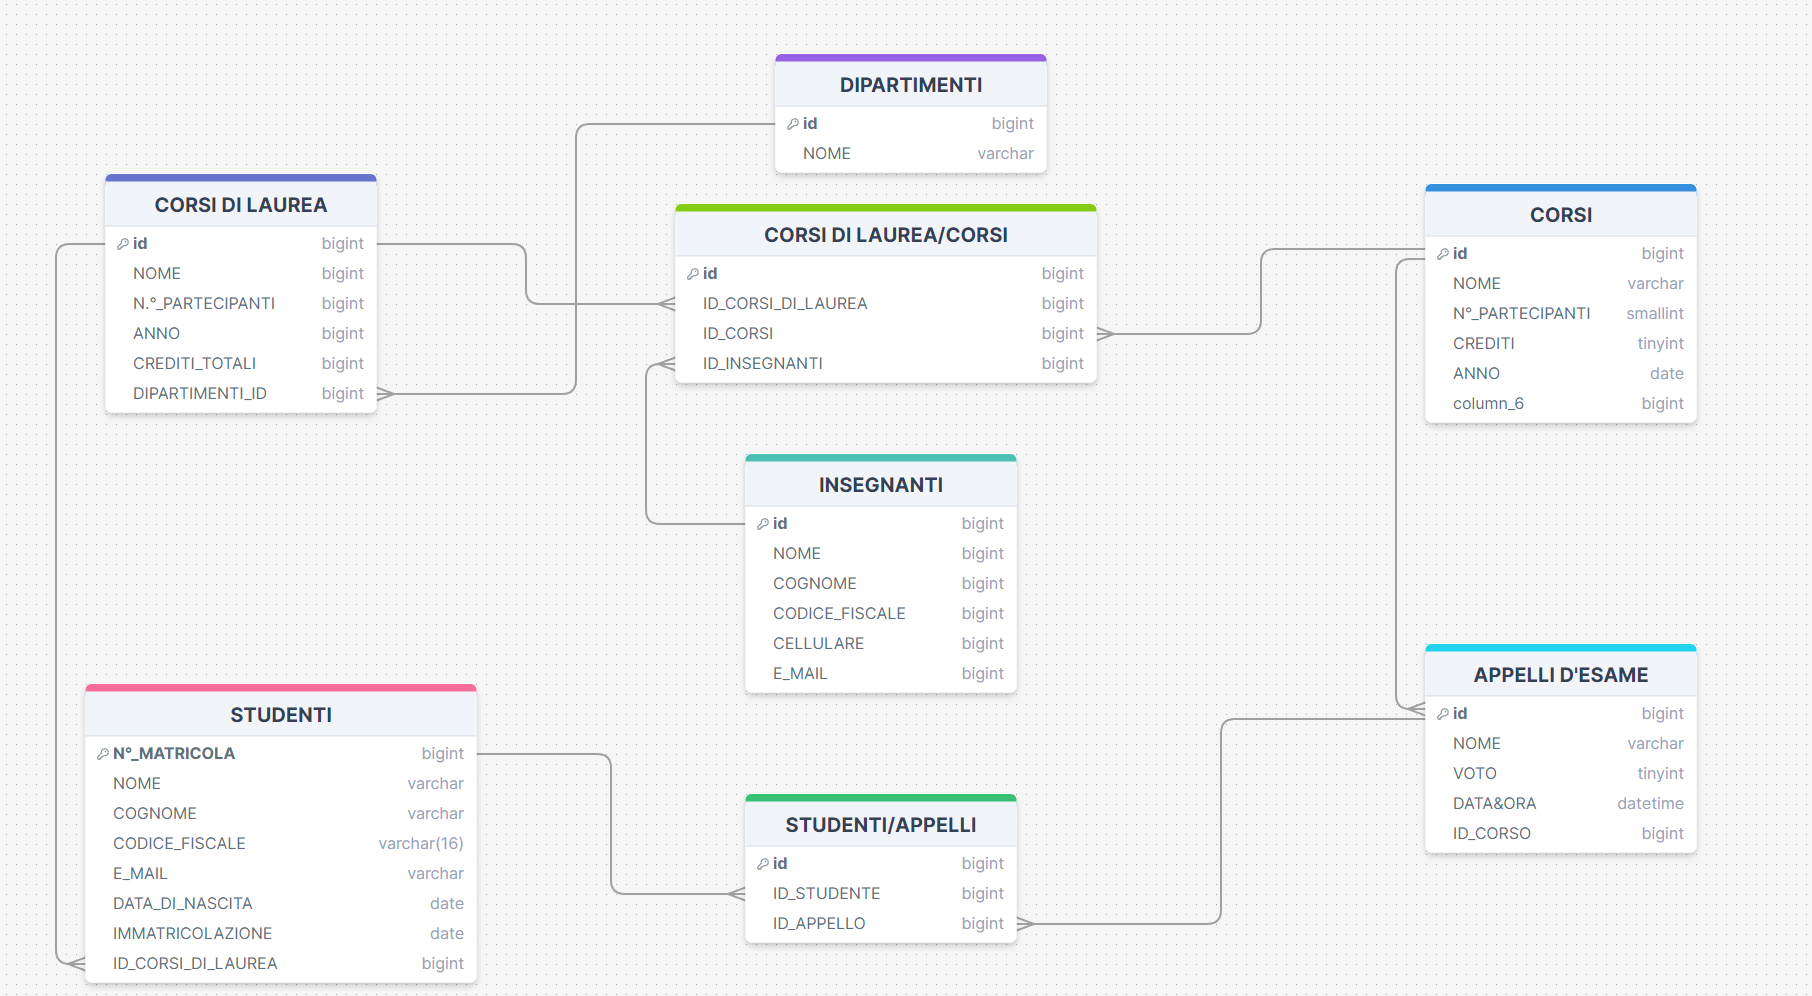 DIPARTIMENTI
id bigint
NOME varchar
CORSI DI LAUREA
id bigint
NOME bigint
N.°_PARTECIPANTI bigint
ANNO bigint
CREDITI_TOTALI bigint
DIPARTIMENTI_ID bigint
CORSI DI LAUREA/CORSI
id bigint
ID_CORSI_DI_LAUREA bigint
ID_CORSI bigint
ID_INSEGNANTI bigint
CORSI
id bigint
NOME varchar
N°_PARTECIPANTI smallint
CREDITI tinyint
ANNO date
column_6 bigint
INSEGNANTI
id bigint
NOME bigint
COGNOME bigint
CODICE_FISCALE bigint
CELLULARE bigint
E_MAIL bigint
STUDENTI
N°_MATRICOLA bigint
NOME varchar
COGNOME varchar
CODICE_FISCALE varchar(16)
E_MAIL varchar
DATA_DI_NASCITA date
IMMATRICOLAZIONE date
ID_CORSI_DI_LAUREA bigint
STUDENTI/APPELLI
id bigint
ID_STUDENTE bigint
ID_APPELLO bigint
APPELLI D'ESAME
id bigint
NOME varchar
VOTO tinyint
DATA&ORA datetime
ID_CORSO bigint